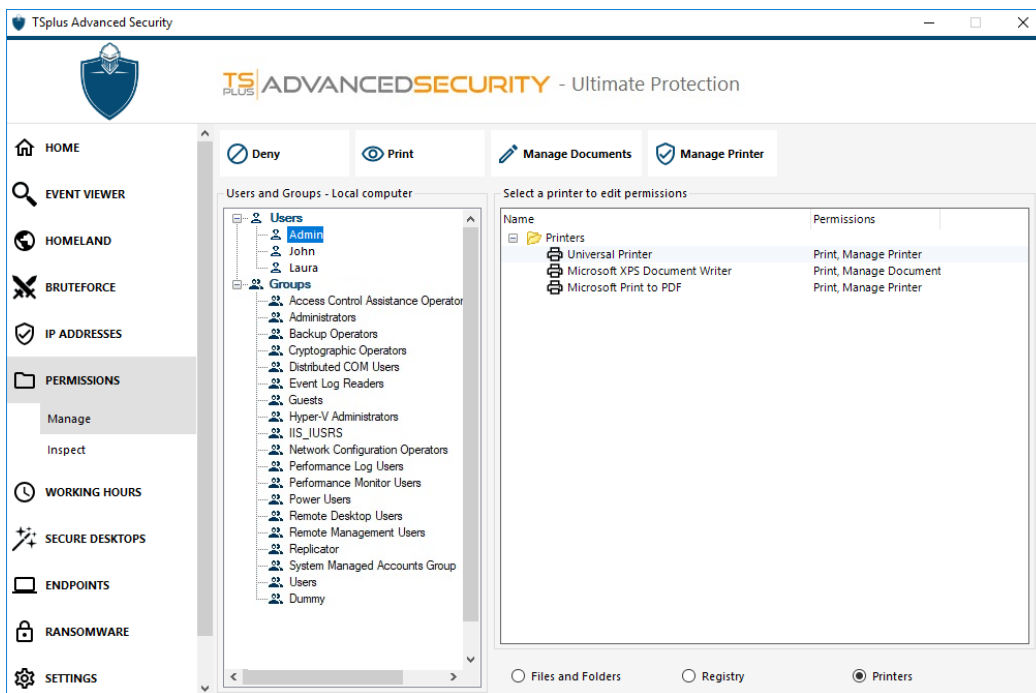 TSplus Advanced Security
TS PLUS ADVANCEDSECURITY - Ultimate Protection
HOME
EVENT VIEWER
HOMELAND
BRUTEFORCE
IP ADDRESSES
PERMISSIONS
Manage
Inspect
WORKING HOURS
SECURE DESKTOPS
ENDPOINTS
RANSOMWARE
SETTINGS
Deny
Print
Manage Documents
Manage Printer
Users and Groups - Local computer
Users
Admin
John
Laura
Groups
Access Control Assistance Operator
Administrators
Backup Operators
Cryptographic Operators
Distributed COM Users
Event Log Readers
Guests
Hyper-V Administrators
IIS_IUSRS
Network Configuration Operators
Performance Log Users
Performance Monitor Users
Power Users
Remote Desktop Users
Remote Management Users
Replicator
System Managed Accounts Group
Users
Dummy
Select a printer to edit permissions
Name Permissions
Printers
Universal Printer Print, Manage Printer
Microsoft XPS Document Writer Print, Manage Document
Microsoft Print to PDF Print, Manage Printer
Files and Folders Registry Printers